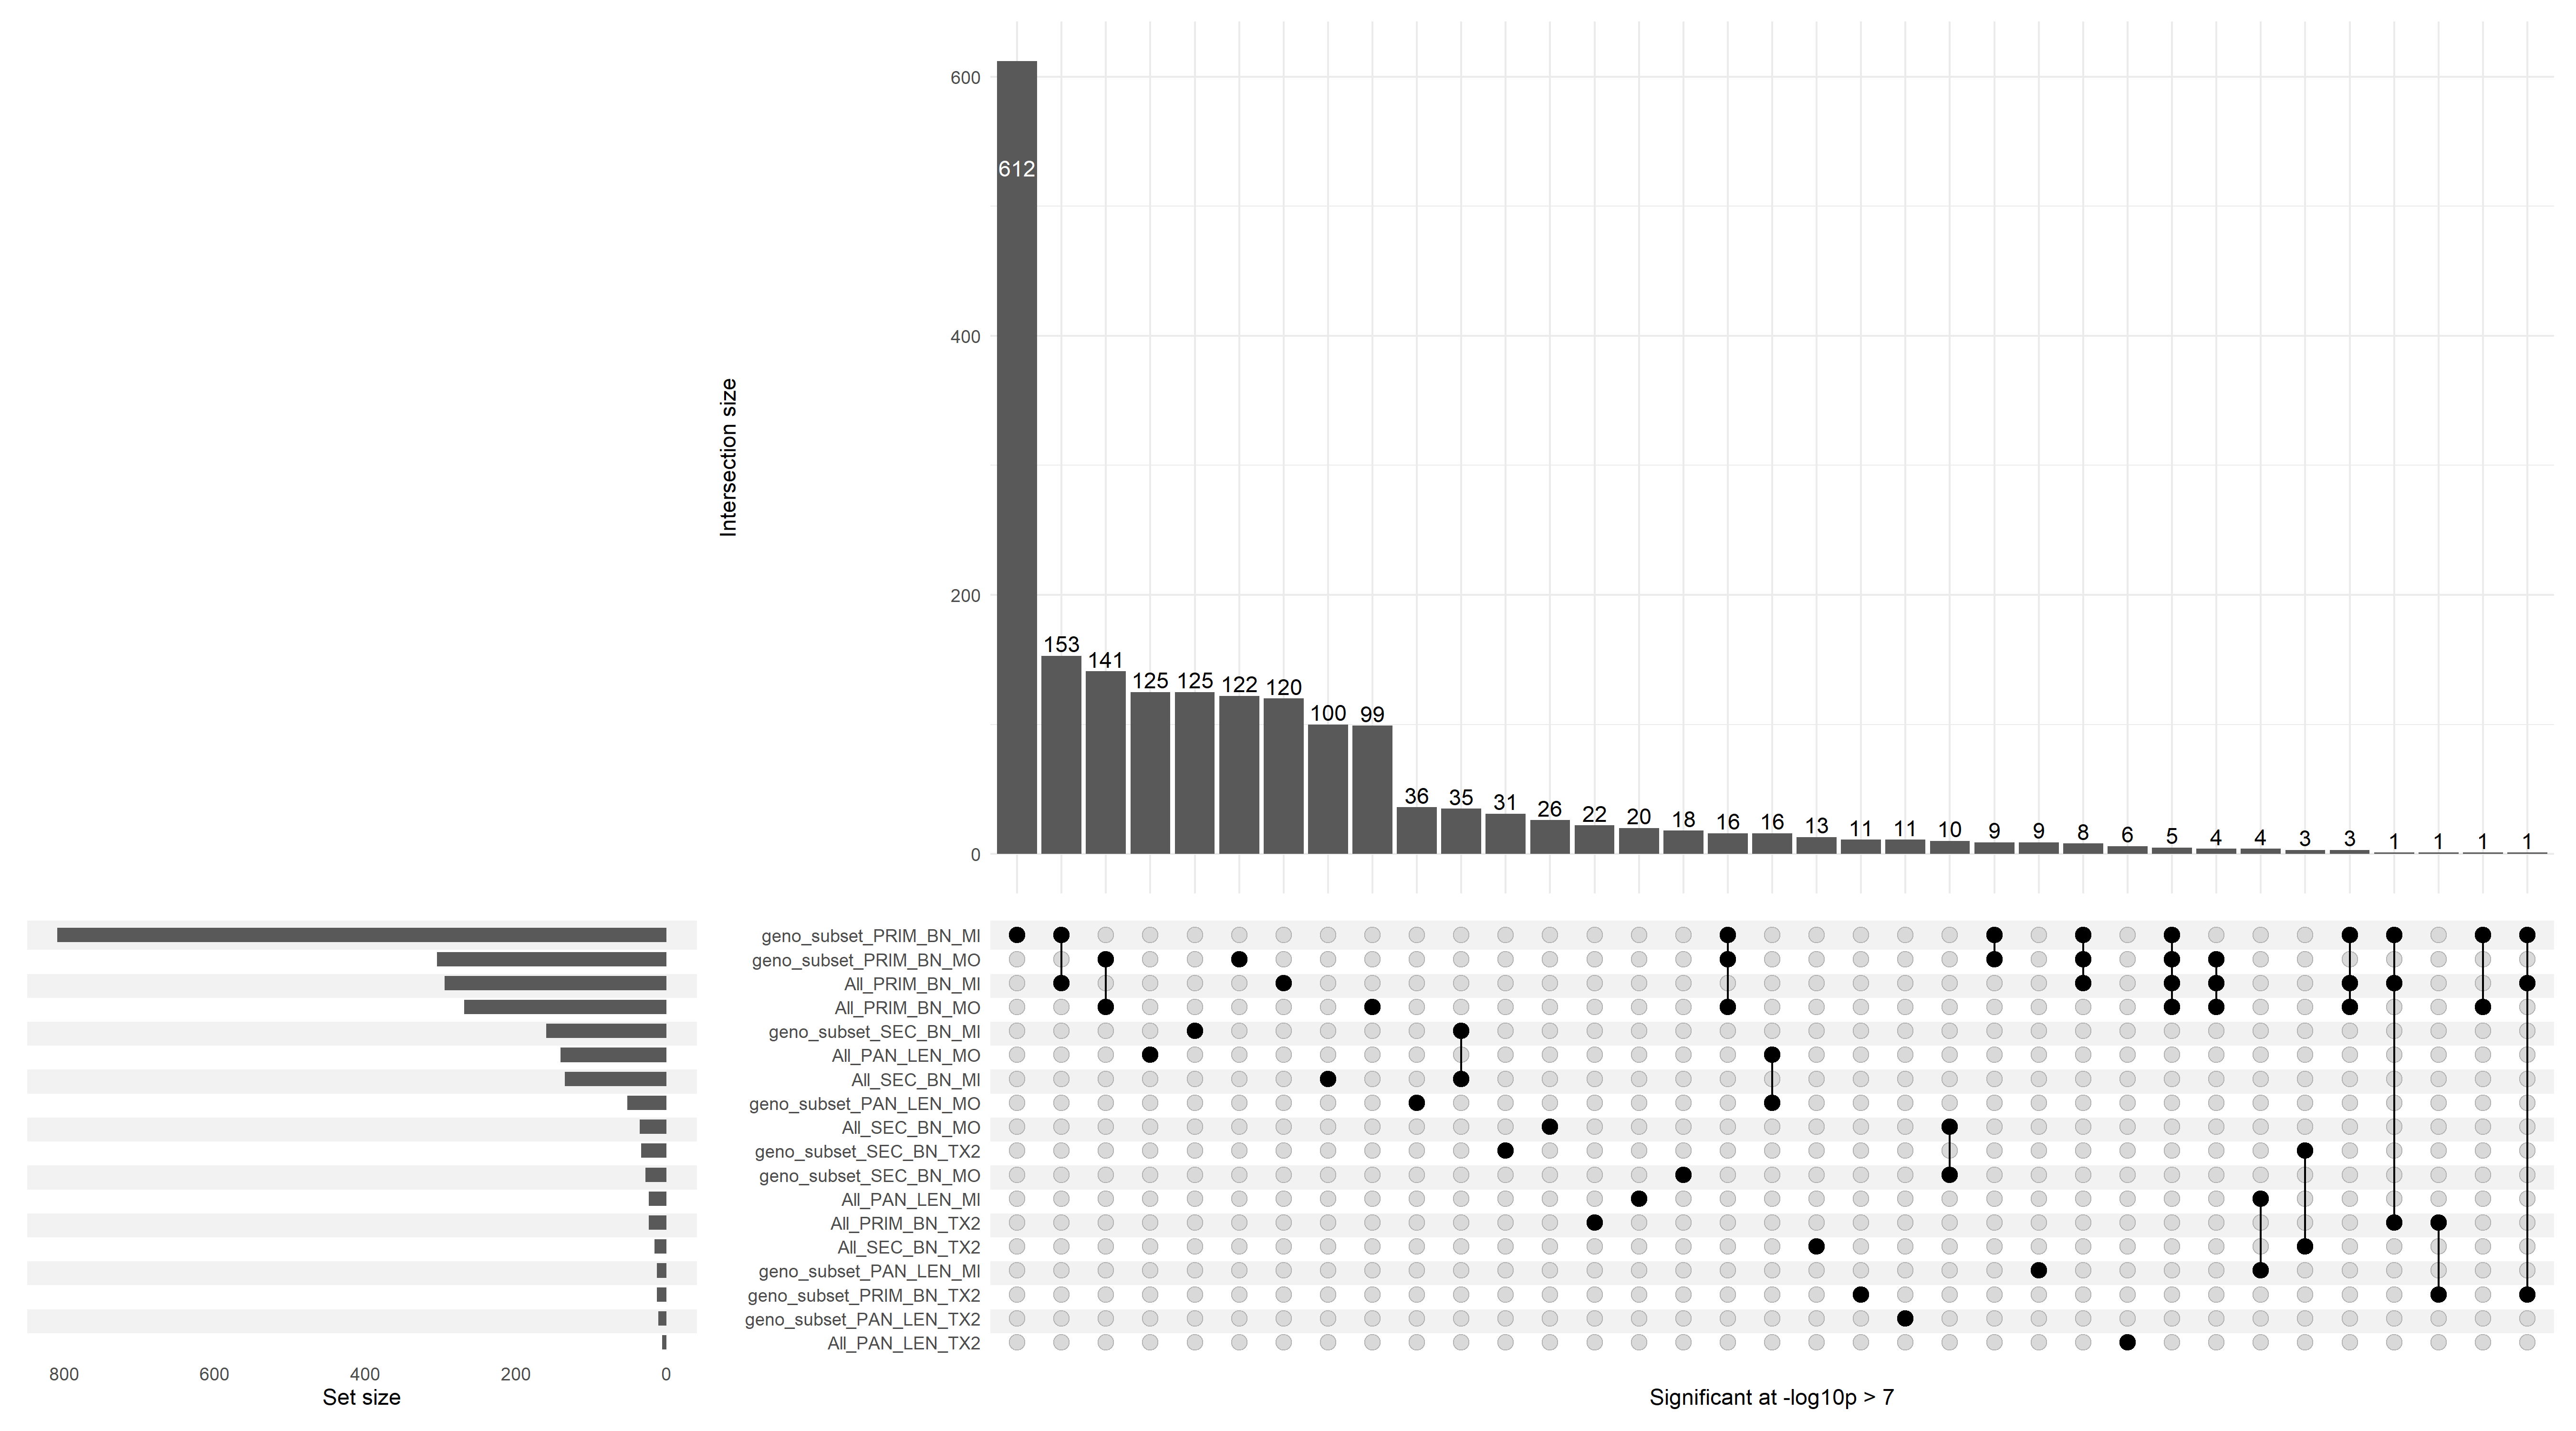 600
400
200
0
Intersection size
612
153
141
125
125
122
120
100
99
36
35
31
26
22
20
18
16
16
13
11
11
10
9
9
8
6
5
4
4
3
3
1
1
1
1
geno_subset_PRIM_BN_MI
geno_subset_PRIM_BN_MO
All_PRIM_BN_MI
All_PRIM_BN_MO
geno_subset_SEC_BN_MI
All_PAN_LEN_MO
All_SEC_BN_MI
geno_subset_PAN_LEN_MO
All_SEC_BN_MO
geno_subset_SEC_BN_TX2
geno_subset_SEC_BN_MO
All_PAN_LEN_MI
All_PRIM_BN_TX2
All_SEC_BN_TX2
geno_subset_PAN_LEN_MI
geno_subset_PRIM_BN_TX2
geno_subset_PAN_LEN_TX2
All_PAN_LEN_TX2
800 600 400 200 0
Set size
Significant at -log10p > 7